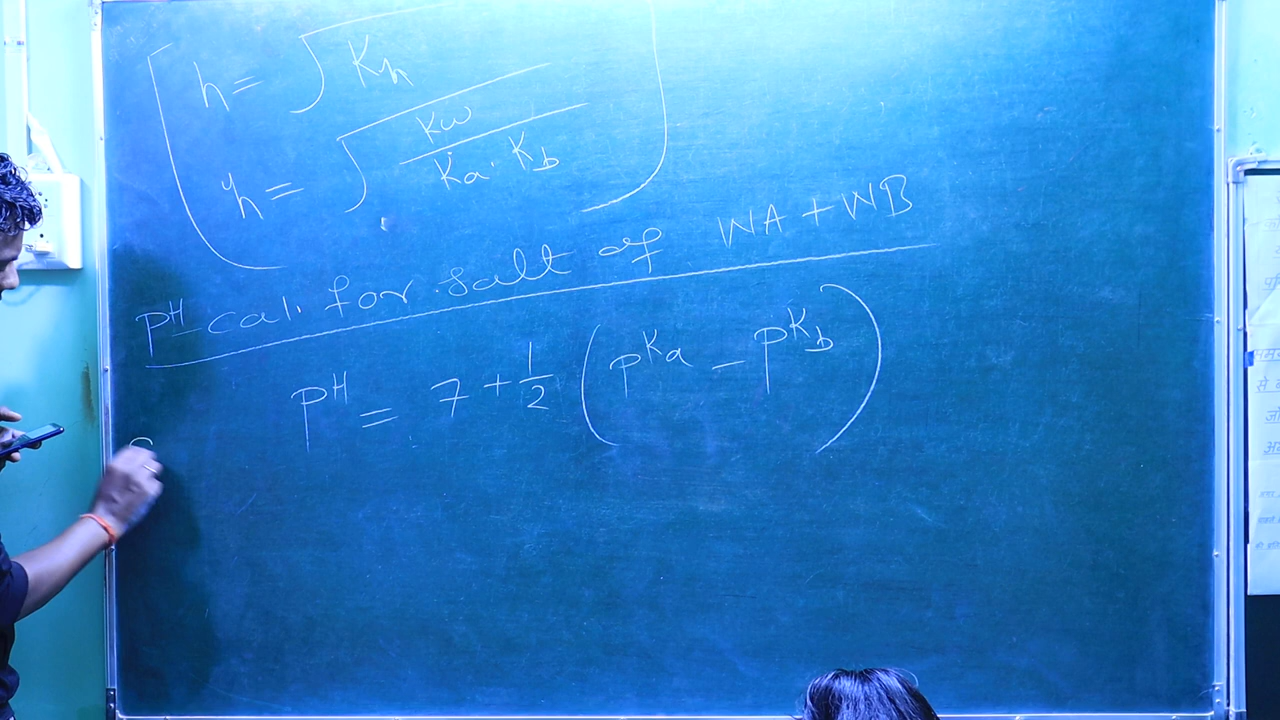 h = √Kh
h = √Kw / Ka . Kb
pH cal. for salt of WA + WB
pH = 7 + 1/2 (pKa - pKb)